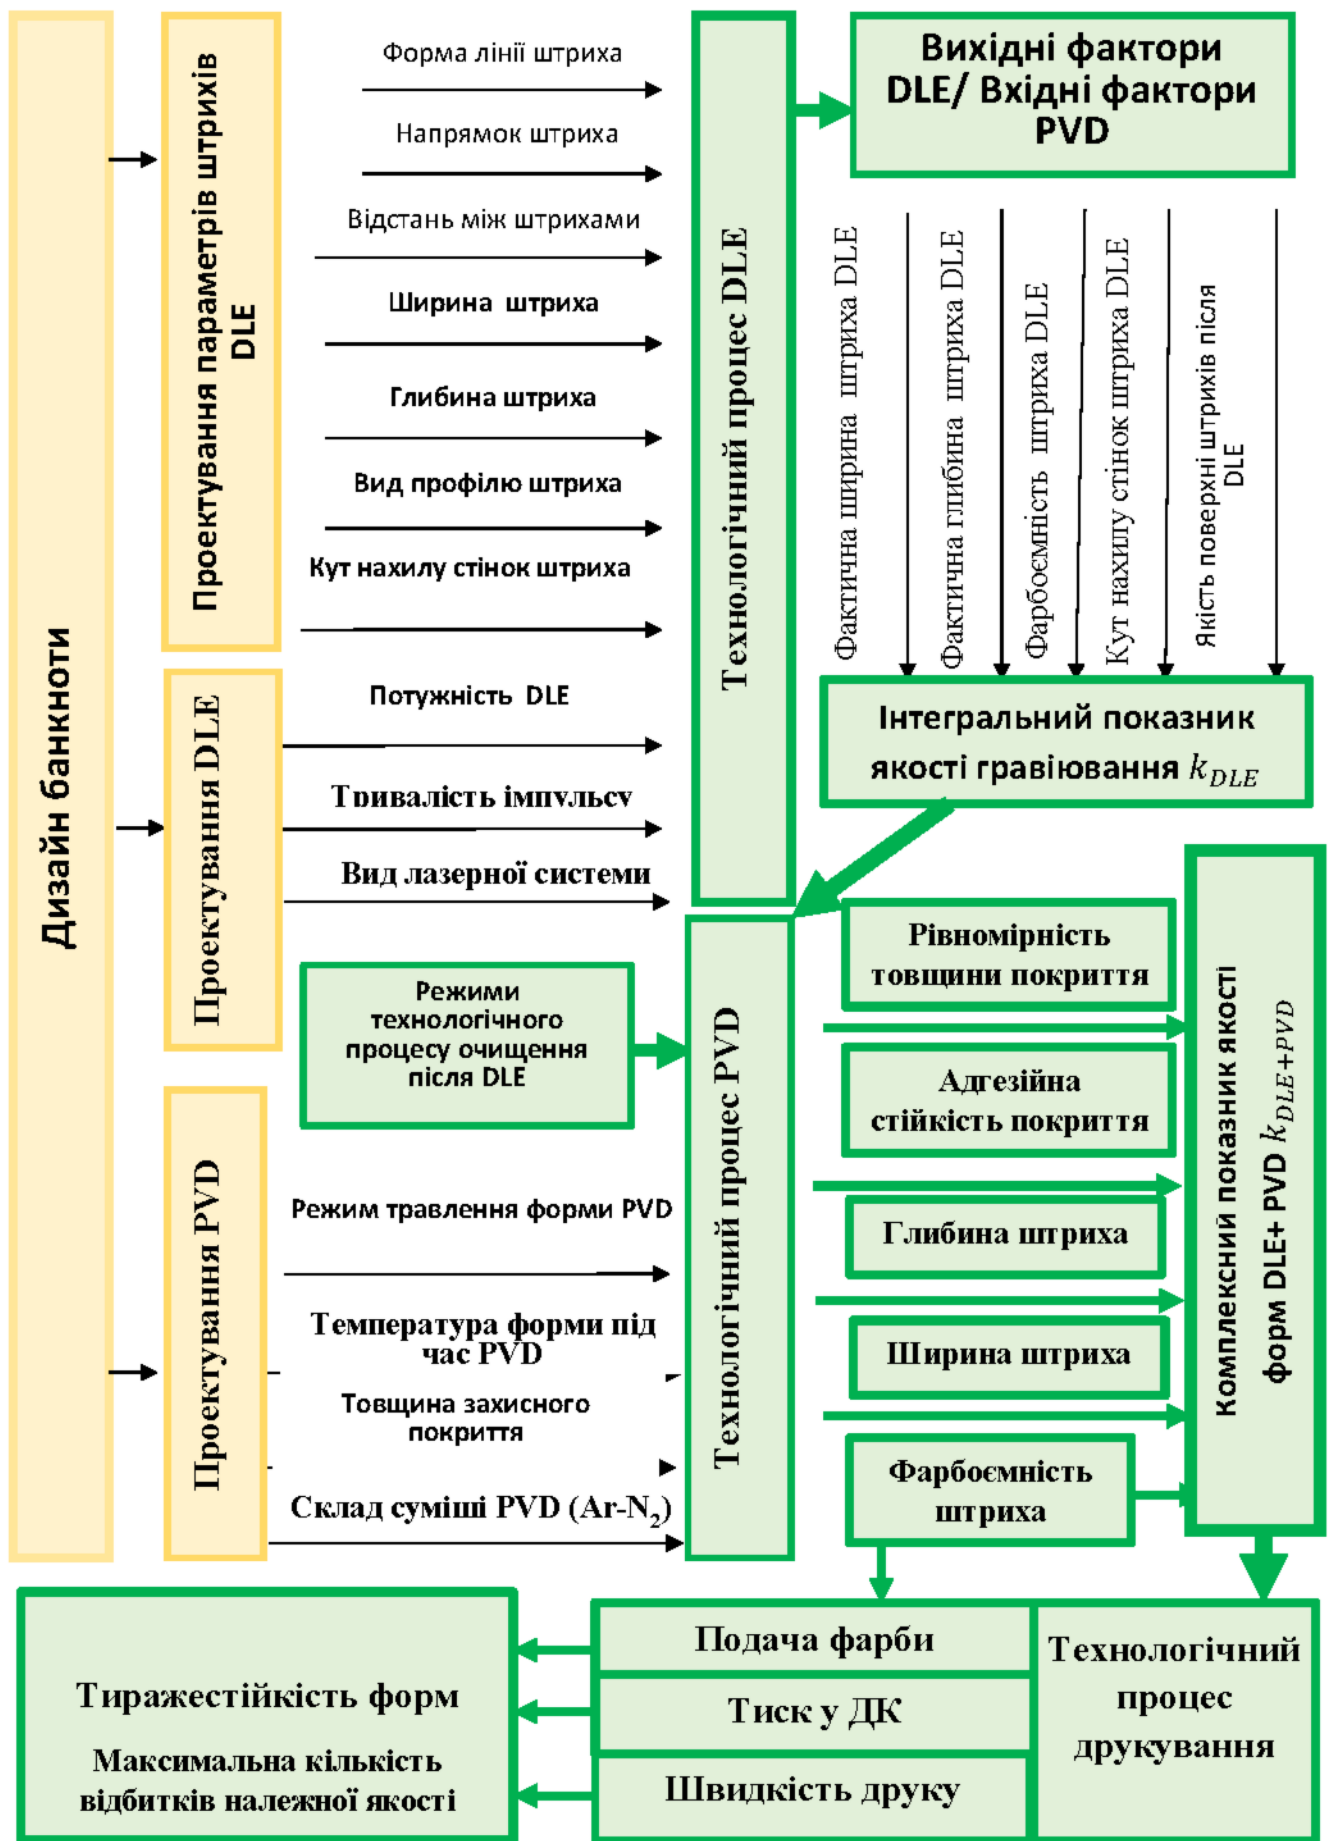 Дизайн банкноти
Проектування параметрів штрихів
DLE
Форма лінії штриха
Напрямок штриха
Відстань між штрихами
Ширина штриха
Глибина штриха
Вид профілю штриха
Кут нахилу стінок штриха
Проектування DLE
Потужність DLE
Тривалість імпульсу
Вид лазерної системи
Технологічний процес DLE
Вихідні фактори
DLE/ Вхідні фактори
PVD
Фактична ширина штриха DLE
Фактична глибина штриха DLE
Фарбоємність штриха DLE
Кут нахилу стінок штриха DLE
Якість поверхні штрихів після
DLE
Інтегральний показник
якості гравіювання k_DLE
Режими
технологічного
процесу очищення
після DLE
Проектування PVD
Режим травлення форми PVD
Температура форми під
час PVD
Товщина захисного
покриття
Склад суміші PVD (Ar-N₂)
Технологічний процес PVD
Рівномірність
товщини покриття
Адгезійна
стійкість покриття
Глибина штриха
Ширина штриха
Фарбоємність
штриха
Комплексний показник якості
форм DLE+ PVD k_DLE+PVD
Тиражестійкість форм
Максимальна кількість
відбитків належної якості
Подача фарби
Тиск у ДК
Швидкість друку
Технологічний
процес
друкування